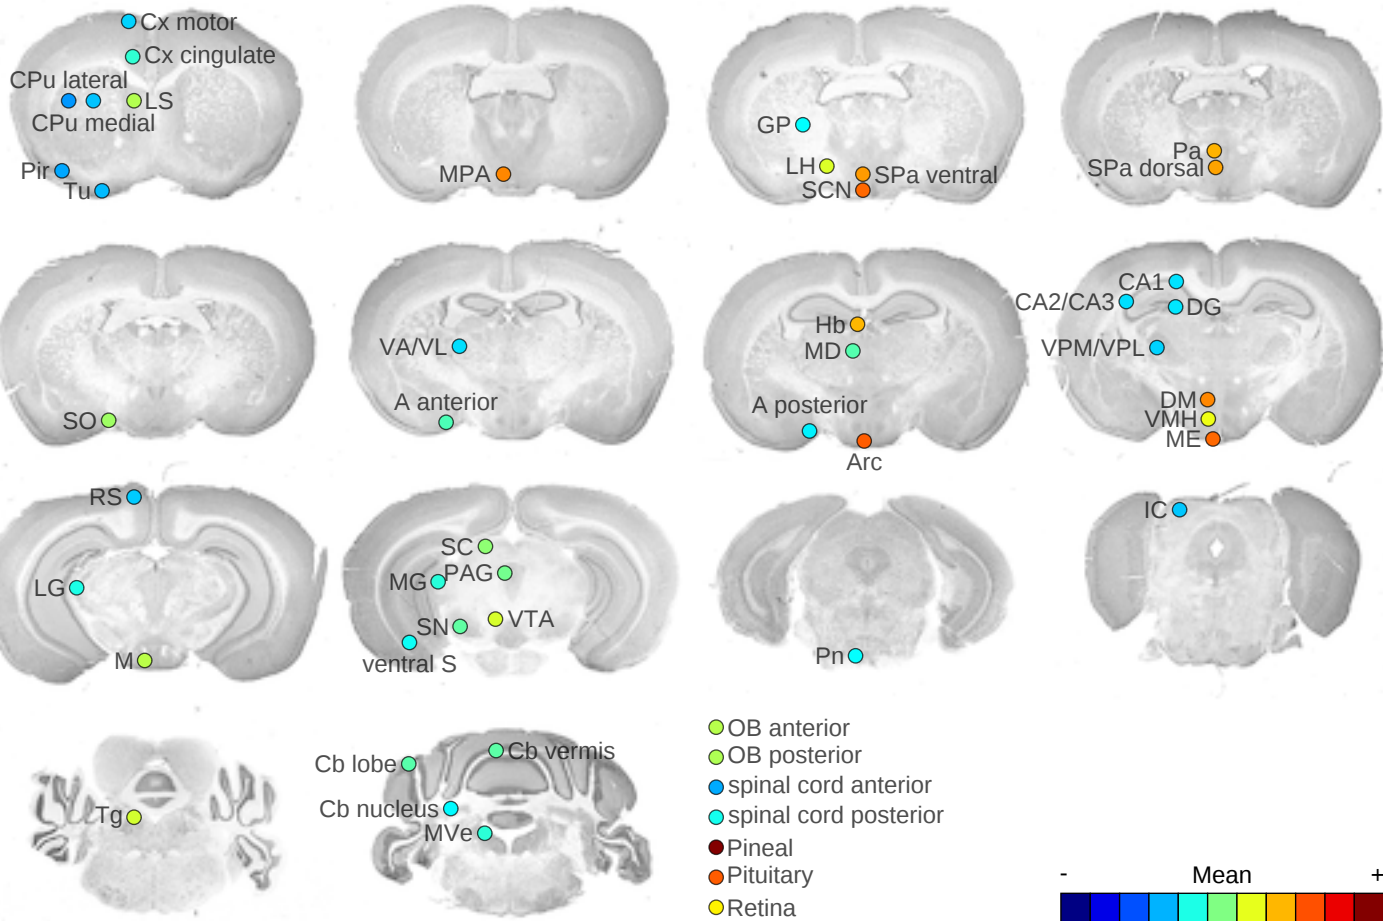 Cx motor
Cx cingulate
CPu lateral
LS
CPu medial
Pir
Tu
MPA
GP
LH
SPa ventral
SCN
Pa
SPa dorsal
SO
VA/VL
A anterior
Hb
MD
A posterior
Arc
CA1
CA2/CA3
DG
VPM/VPL
DM
VMH
ME
RS
LG
M
SC
PAG
MG
VTA
SN
ventral S
Pn
IC
Tg
Cb vermis
Cb lobe
Cb nucleus
MVe
OB anterior
OB posterior
spinal cord anterior
spinal cord posterior
Pineal
Pituitary
Retina
- Mean +